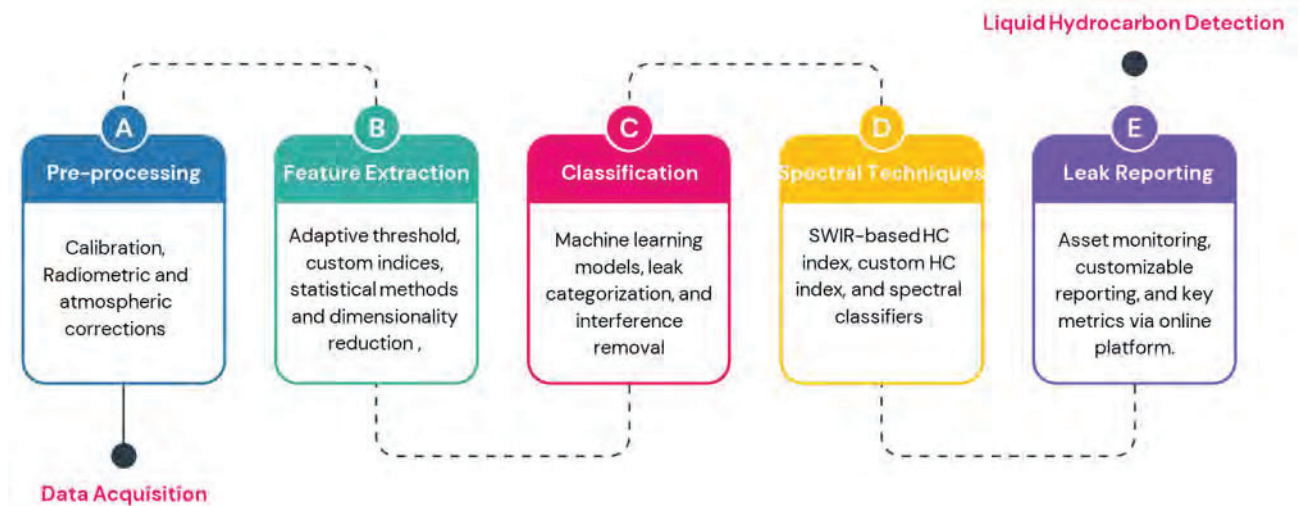 Liquid Hydrocarbon Detection
A
Pre-processing
Calibration,
Radiometric and
atmospheric
corrections
Data Acquisition
B
Feature Extraction
Adaptive threshold,
custom indices,
statistical methods
and dimensionality
reduction ,
C
Classification
Machine learning
models, leak
categorization, and
interference
removal
D
Spectral Techniques
SWIR-based HC
index, custom HC
index, and spectral
classifiers
E
Leak Reporting
Asset monitoring,
customizable
reporting, and key
metrics via online
platform.